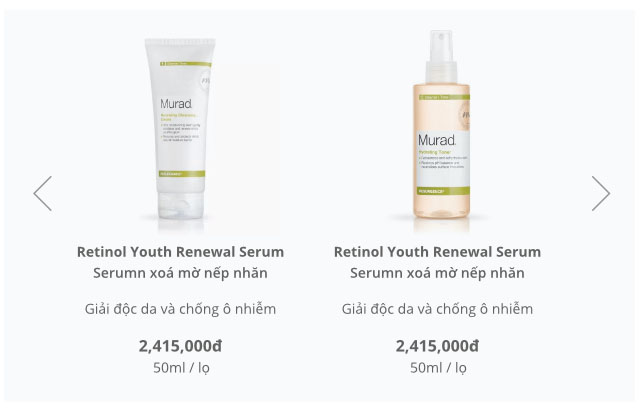 Murad.
Murad.
Hydrating Toner
Retinol Youth Renewal Serum
Serumn xoá mờ nếp nhăn
Giải độc da và chống ô nhiễm
2,415,000đ
50ml / lọ
Retinol Youth Renewal Serum
Serumn xoá mờ nếp nhăn
Giải độc da và chống ô nhiễm
2,415,000đ
50ml / lọ